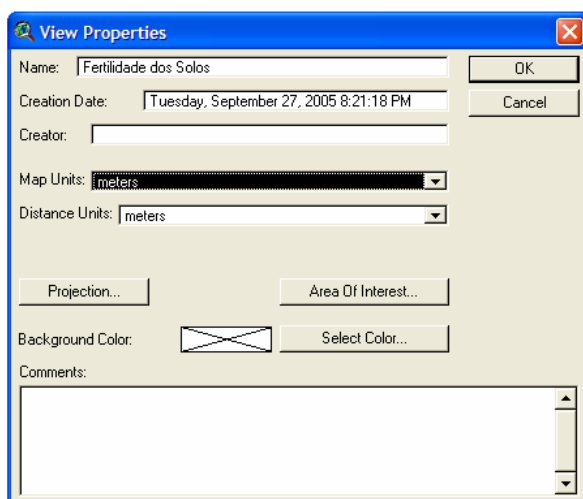 View Properties
Name: Fertilidade dos Solos
OK
Creation Date: Tuesday, September 27, 2005 8:21:18 PM
Cancel
Creator:
Map Units: meters
Distance Units: meters
Projection...
Area Of Interest...
Background Color:
Select Color...
Comments: